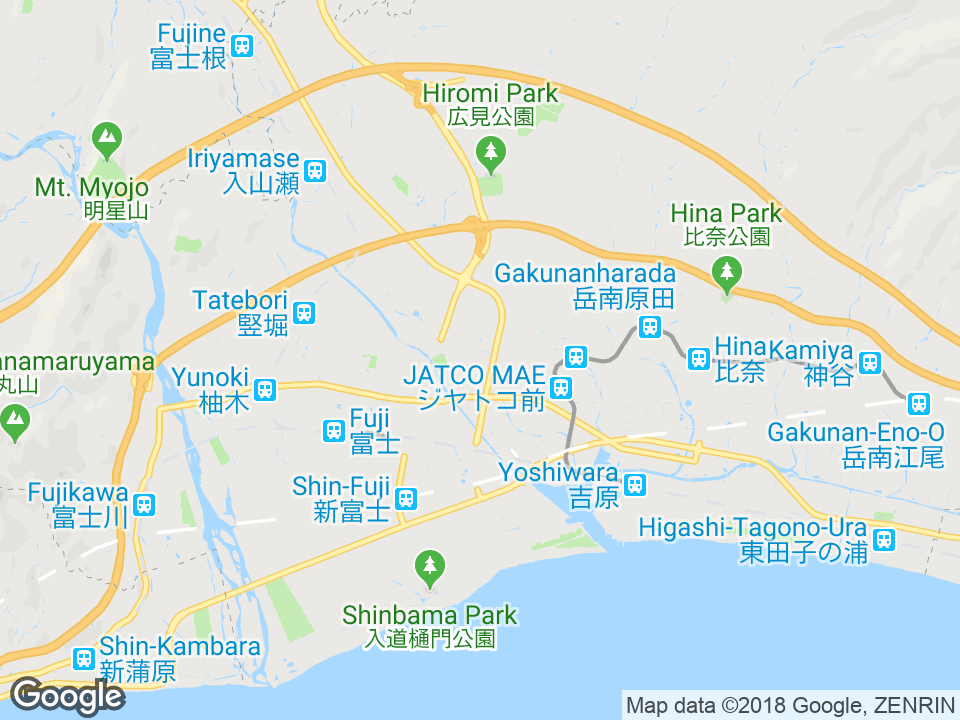 Fujine
富士根
Hiromi Park
広見公園
Iriyamase
入山瀬
Mt. Myojo
明星山
Hina Park
比奈公園
Gakunanharada
岳南原田
Tatebori
竪堀
anamaruyama
丸山
Yunoki
柚木
JATCO MAE
ジヤトコ前
Hina
比奈
Kamiya
神谷
Fuji
富士
Gakunan-Eno-O
岳南江尾
Shin-Fuji
新富士
Yoshiwara
吉原
Fujikawa
富士川
Higashi-Tagono-Ura
東田子の浦
Shinbama Park
入道樋門公園
Shin-Kambara
新蒲原
Google
Map data ©2018 Google, ZENRIN